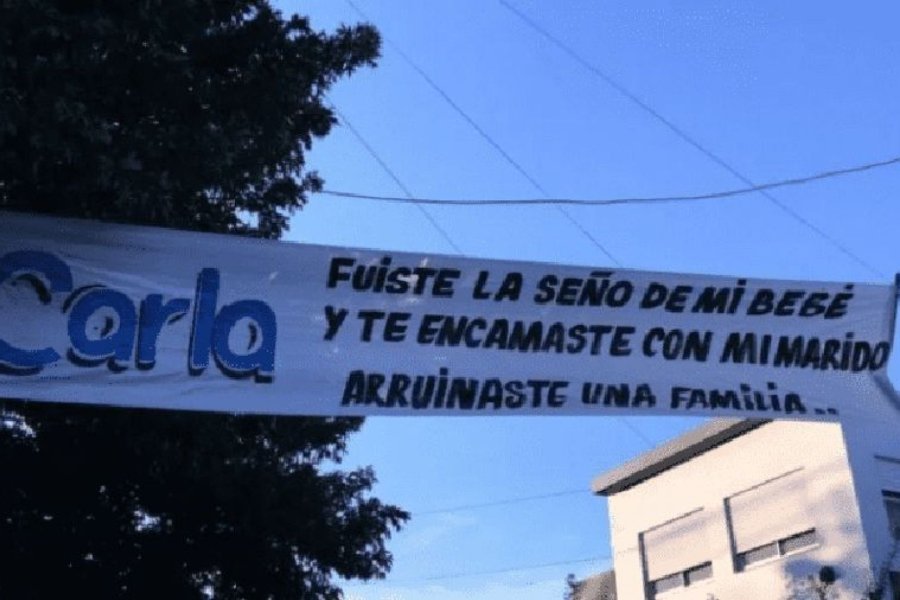 Carla
FUISTE LA SEÑO DE MI BEBÉ
Y TE ENCAMASTE CON MI MARIDO
ARRUINASTE UNA FAMILIA..